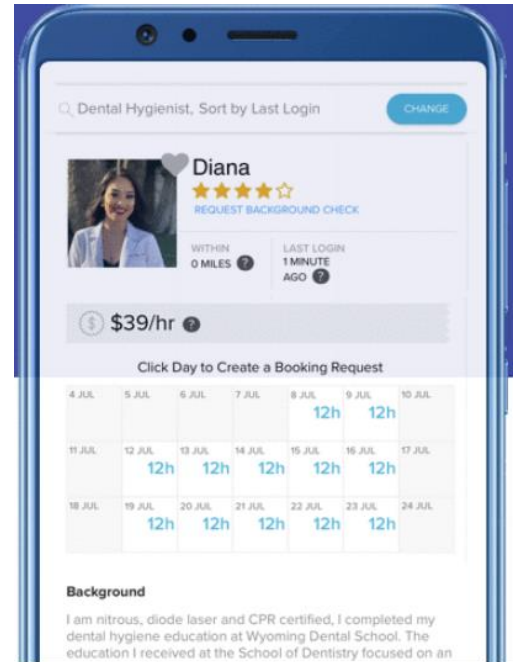 Dental Hygienist, Sort by Last Login
CHANGE
Diana
REQUEST BACKGROUND CHECK
WITHIN
0 MILES ?
LAST LOGIN
1 MINUTE
AGO ?
$ $39/hr ?
Click Day to Create a Booking Request
4 JUL 5 JUL 6 JUL 7 JUL 8 JUL 9 JUL 10 JUL
12h 12h
11 JUL 12 JUL 13 JUL 14 JUL 15 JUL 16 JUL 17 JUL
12h 12h 12h 12h 12h
18 JUL 19 JUL 20 JUL 21 JUL 22 JUL 23 JUL 24 JUL
12h 12h 12h 12h 12h
Background
I am nitrous, diode laser and CPR certified, I completed my
dental hygiene education at Wyoming Dental School. The
education I received at the School of Dentistry focused on an